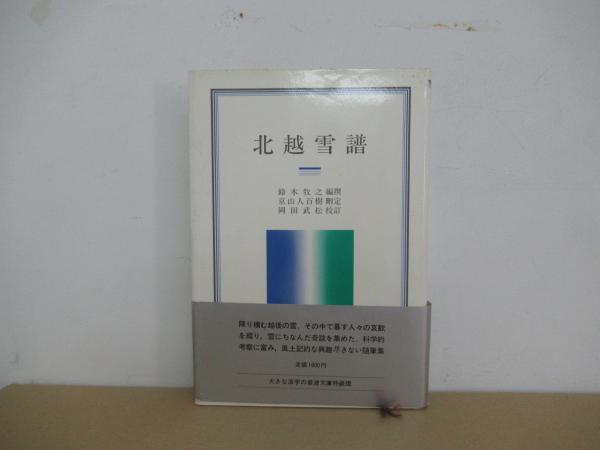 北越雪譜
鈴木牧之編撰
京山人百樹刪定
岡田武松校訂
降り積む越後の雪、その中で暮す人々の哀歓
を綴り、雪にちなんだ奇談を集めた、科学的
考察に富み、風土記的な興趣尽きない随筆集
定価1600円
大きな活字の岩波文庫特装版